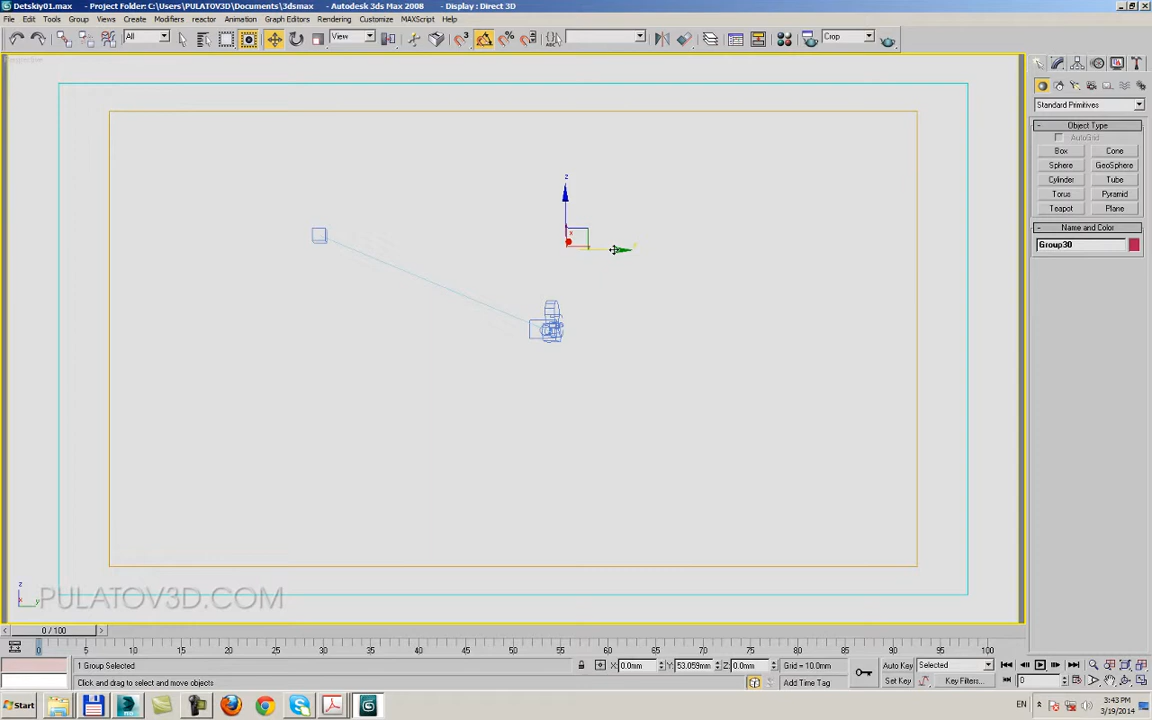 Detskiy01.max - Project Folder: C:\Users\PULATOV3D\Documents\3dsmax - Autodesk 3ds Max 2008 - Display : Direct 3D
File Edit Tools Group Views Create Modifiers reactor Animation Graph Editors Rendering Customize MAXScript Help
All View Crop
Perspective
Standard Primitives
- Object Type
AutoGrid
Box Cone
Sphere GeoSphere
Cylinder Tube
Torus Pyramid
Teapot Plane
- Name and Color
Group30
z
x
y
z
x y
PULATOV3D.COM
0 / 100
0 5 10 15 20 25 30 35 40 45 50 55 60 65 70 75 80 85 90 95 100
1 Group Selected X: 0.0mm Y: 53.059mm Z: 0.0mm Grid = 10.0mm Auto Key Selected
Click and drag to select and move objects Add Time Tag Set Key Key Filters... 0
Start EN 3:43 PM
3/19/2014